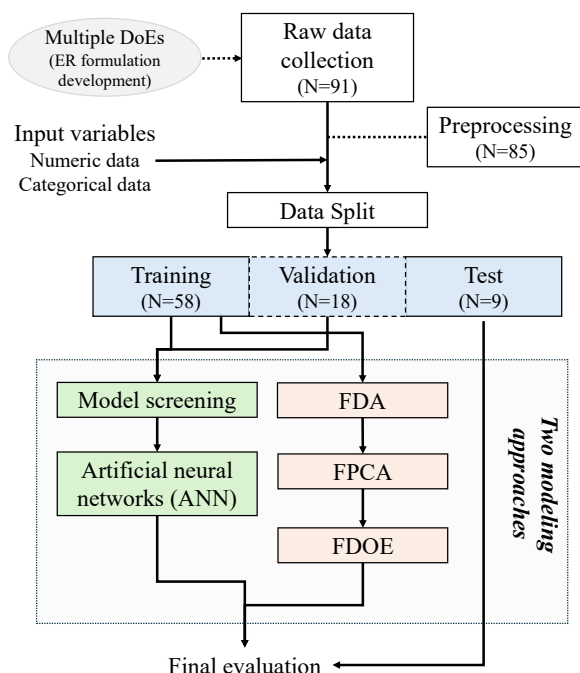 Multiple DoEs
(ER formulation
development)
Raw data
collection
(N=91)
Input variables
Numeric data
Categorical data
Preprocessing
(N=85)
Data Split
Training
(N=58)
Validation
(N=18)
Test
(N=9)
Model screening
Artificial neural
networks (ANN)
FDA
FPCA
FDOE
Two modeling
approaches
Final evaluation